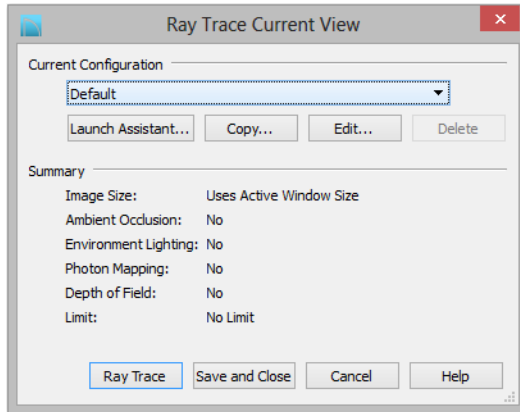 Ray Trace Current View
Current Configuration
Default
Launch Assistant... Copy... Edit... Delete
Summary
Image Size: Uses Active Window Size
Ambient Occlusion: No
Environment Lighting: No
Photon Mapping: No
Depth of Field: No
Limit: No Limit
Ray Trace Save and Close Cancel Help